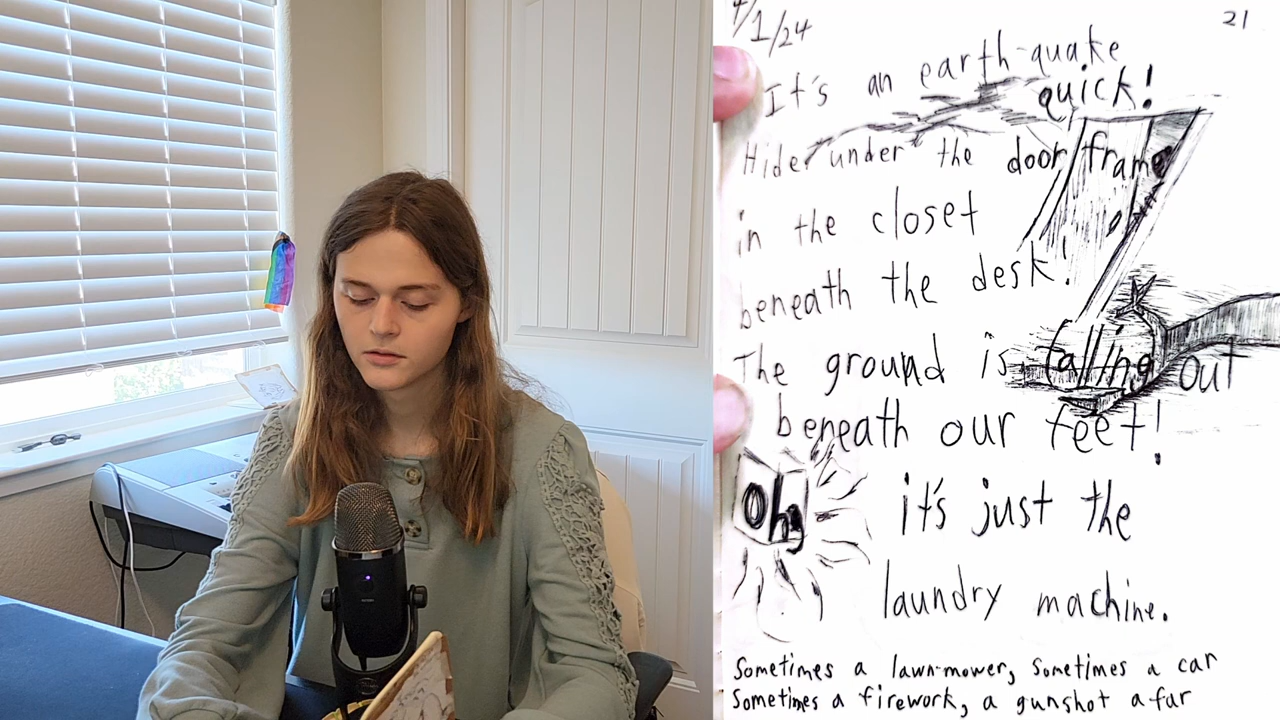 4/1/24
21
It's an earth-quake
quick!
Hide under the door frame
in the closet
beneath the desk!
The ground is falling out
beneath our feet!
Oh, it's just the
laundry machine.
Sometimes a lawn-mower, sometimes a car
Sometimes a firework, a gunshot afar